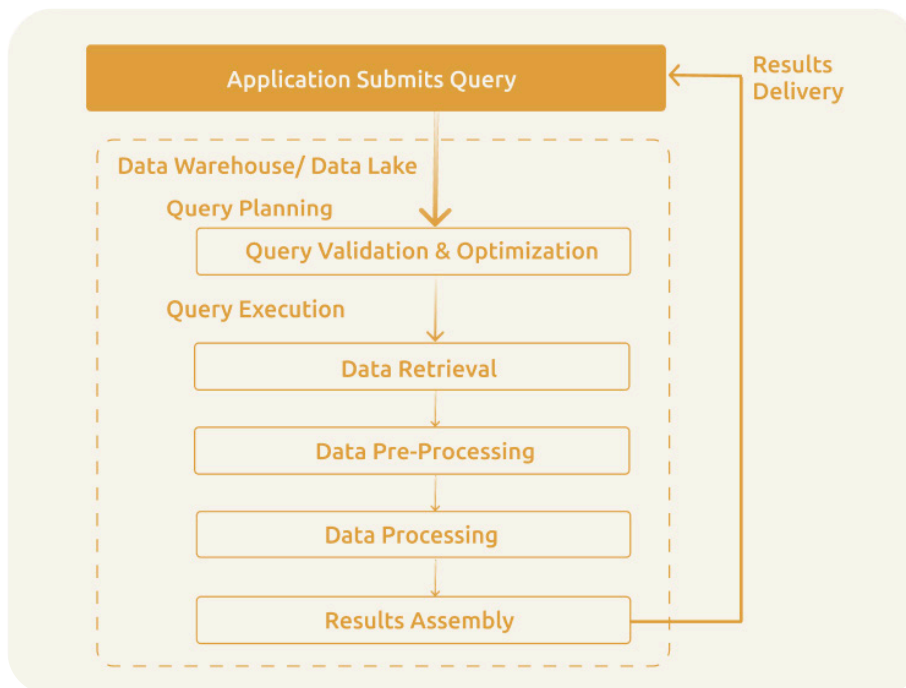 Application Submits Query
Results
Delivery
Data Warehouse/ Data Lake
Query Planning
Query Validation & Optimization
Query Execution
Data Retrieval
Data Pre-Processing
Data Processing
Results Assembly